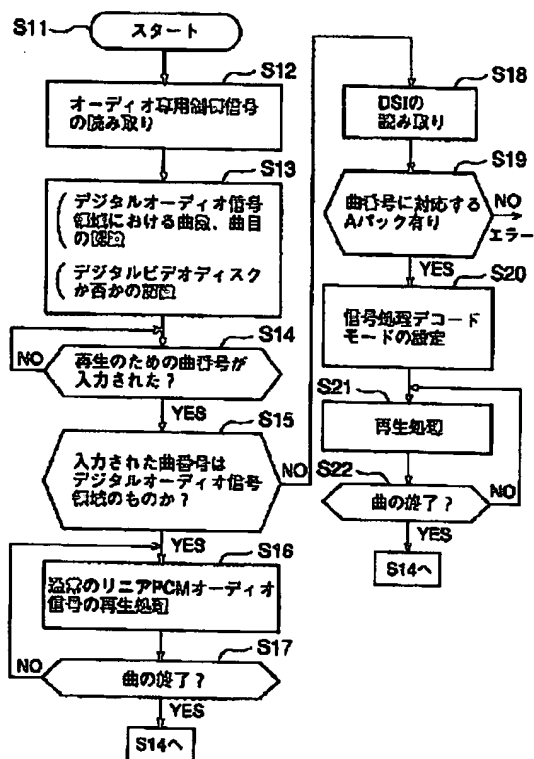 S11
スタート
S12
オーディオ専用制御信号
の読み取り
S13
デジタルオーディオ信号
領域における曲数、曲目
の認識
デジタルビデオディスク
か否かの認識
S14
NO
再生のための曲番号が
入力された?
YES
S15
入力された曲番号は
デジタルオーディオ信号
領域のものか?
NO
YES
S16
通常のリニアPCMオーディオ
信号の再生処理
S17
NO
曲の終了?
YES
S14へ
S18
DSIの
読み取り
S19
曲番号に対応する
Aパック有り
NO
エラー
YES
S20
信号処理デコード
モードの設定
S21
再生処理
S22
曲の終了?
NO
YES
S14へ